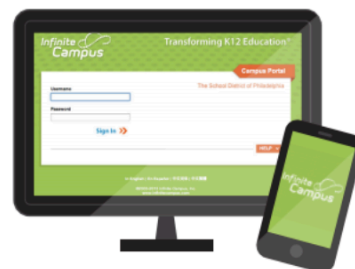 Infinite
Campus
Transforming K12 Education®
Campus Portal
The School District of Philadelphia
Username
Password
Sign In
HELP
Infinite
Campus